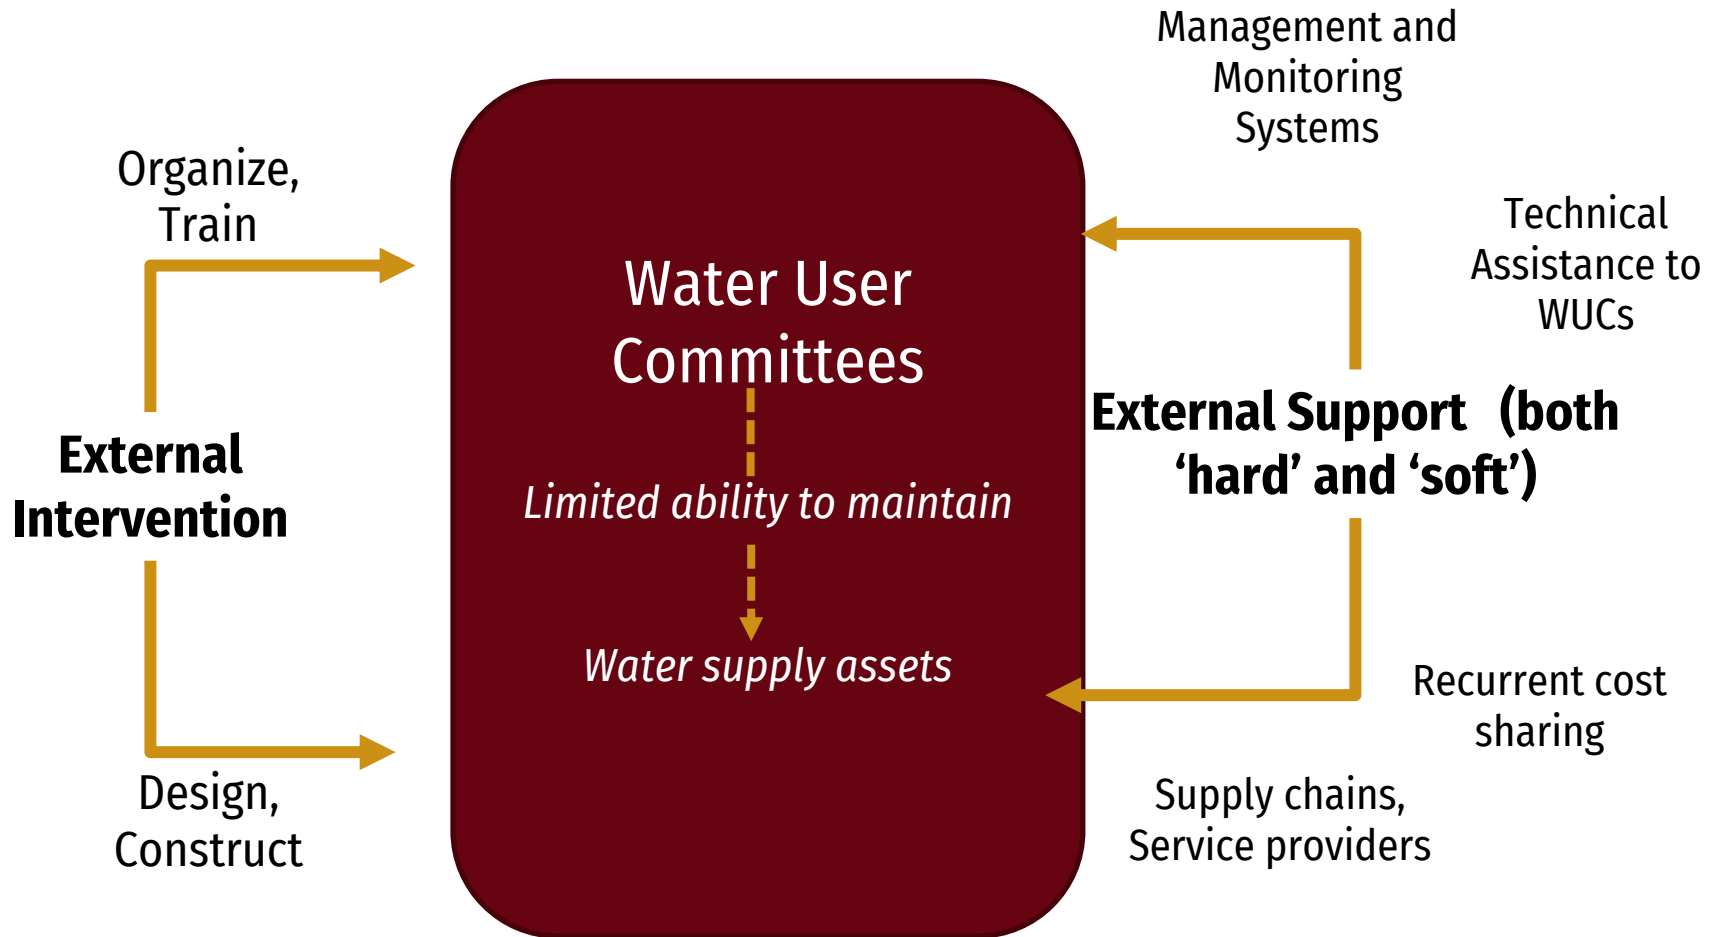 Organize,
Train
External
Intervention
Design,
Construct
Water User
Committees
Limited ability to maintain
Water supply assets
Management and
Monitoring
Systems
Technical
Assistance to
WUCs
External Support (both
‘hard’ and ‘soft’)
Recurrent cost
sharing
Supply chains,
Service providers